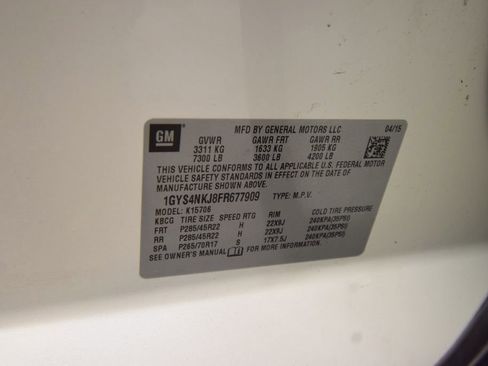 GM
MFD BY GENERAL MOTORS LLC 04/15
GVWR GAWR FRT GAWR RR
3311 KG 1633 KG 1905 KG
7300 LB 3600 LB 4200 LB
THIS VEHICLE CONFORMS TO ALL APPLICABLE U.S. FEDERAL MOTOR
VEHICLE SAFETY STANDARDS IN EFFECT ON THE DATE OF
MANUFACTURE SHOWN ABOVE.
1GYS4NKJ8FR677909 TYPE: M.P.V.
MODEL: K15706
KBCG TIRE SIZE SPEED RTG RIM COLD TIRE PRESSURE
FRT P285/45R22 H 22X9J 240KPA(35PSI)
RR P285/45R22 H 22X9J 240KPA(35PSI)
SPA P265/70R17 S 17X7.5J 240KPA(35PSI)
SEE OWNER'S MANUAL FOR MORE INFORMATION.